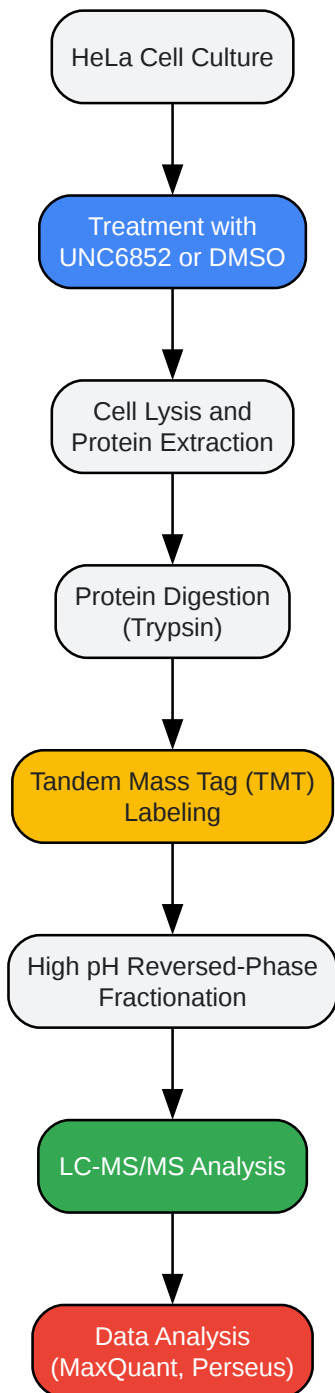 HeLa Cell Culture
Treatment with
UNC6852 or DMSO
Cell Lysis and
Protein Extraction
Protein Digestion
(Trypsin)
Tandem Mass Tag (TMT)
Labeling
High pH Reversed-Phase
Fractionation
LC-MS/MS Analysis
Data Analysis
(MaxQuant, Perseus)